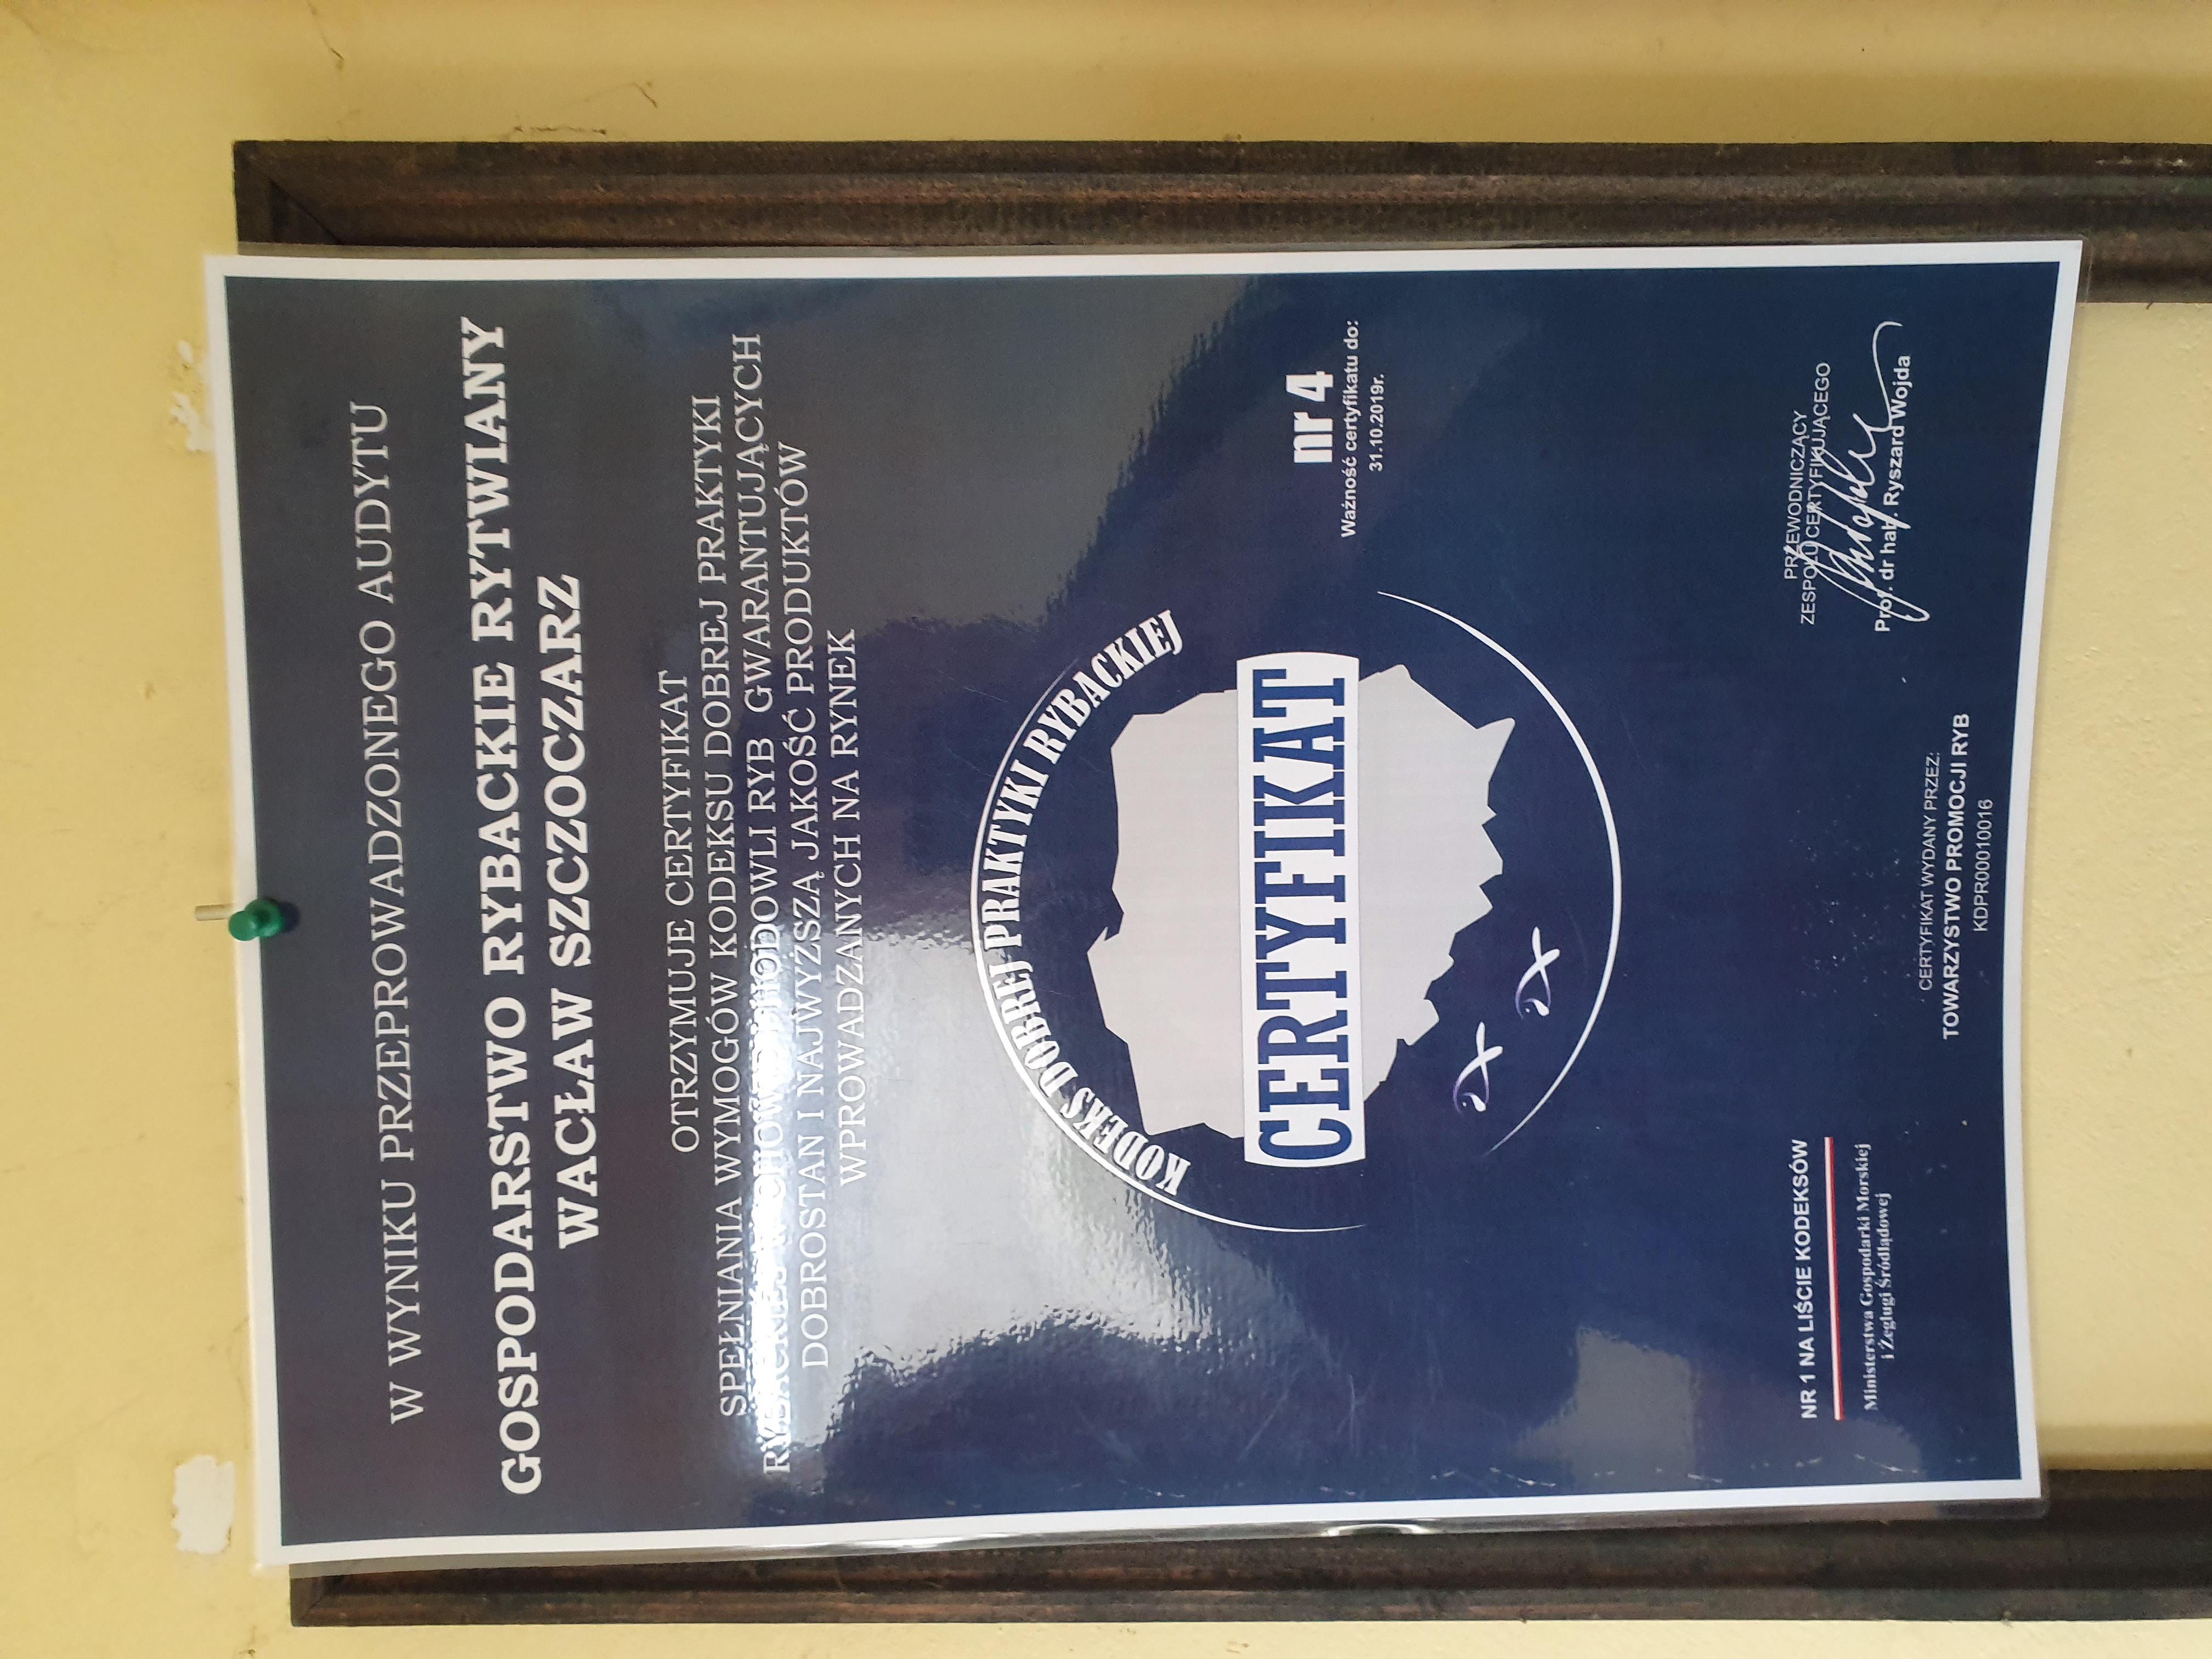 W WYNIKU PRZEPROWADZONEGO AUDYTU
GOSPODARSTWO RYBACKIE RYTWIANY
WACŁAW SZCZOCZARZ
OTRZYMUJE CERTYFIKAT
SPEŁNIANIA WYMOGÓW KODEKSU DOBREJ PRAKTYKI
RYBACKIEJ W CHOWIE I HODOWLI RYB GWARANTUJĄCYCH
DOBROSTAN I NAJWYŻSZĄ JAKOŚĆ PRODUKTÓW
WPROWADZANYCH NA RYNEK
KODEKS DOBREJ PRAKTYKI RYBACKIEJ
CERTYFIKAT
nr 4
Ważność certyfikatu do:
31.10.2019r.
NR 1 NA LIŚCIE KODEKSÓW
Ministerstwa Gospodarki Morskiej
i Żeglugi Śródlądowej
CERTYFIKAT WYDANY PRZEZ:
TOWARZYSTWO PROMOCJI RYB
KDPR00010016
PRZEWODNICZĄCY
ZESPOŁU CERTYFIKUJĄCEGO
Prof. dr hab. Ryszard Wojda